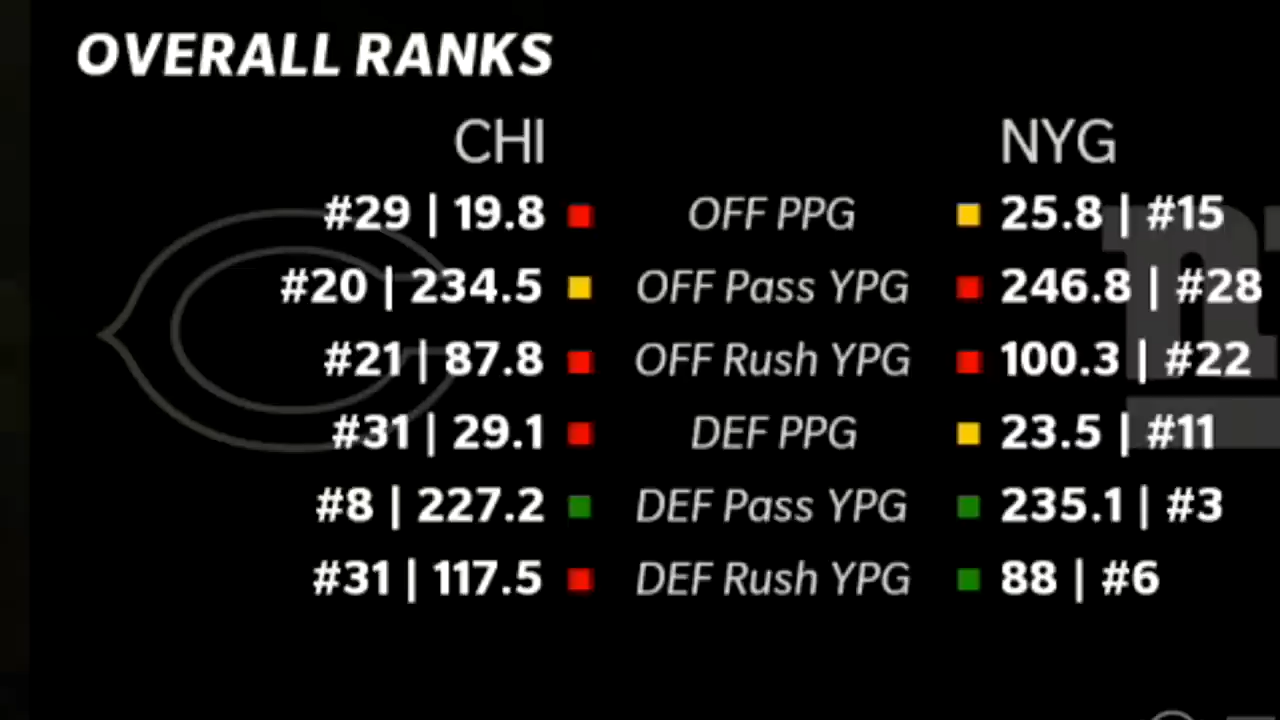 OVERALL RANKS
CHI NYG
#29 | 19.8 OFF PPG 25.8 | #15
#20 | 234.5 OFF Pass YPG 246.8 | #28
#21 | 87.8 OFF Rush YPG 100.3 | #22
#31 | 29.1 DEF PPG 23.5 | #11
#8 | 227.2 DEF Pass YPG 235.1 | #3
#31 | 117.5 DEF Rush YPG 88 | #6